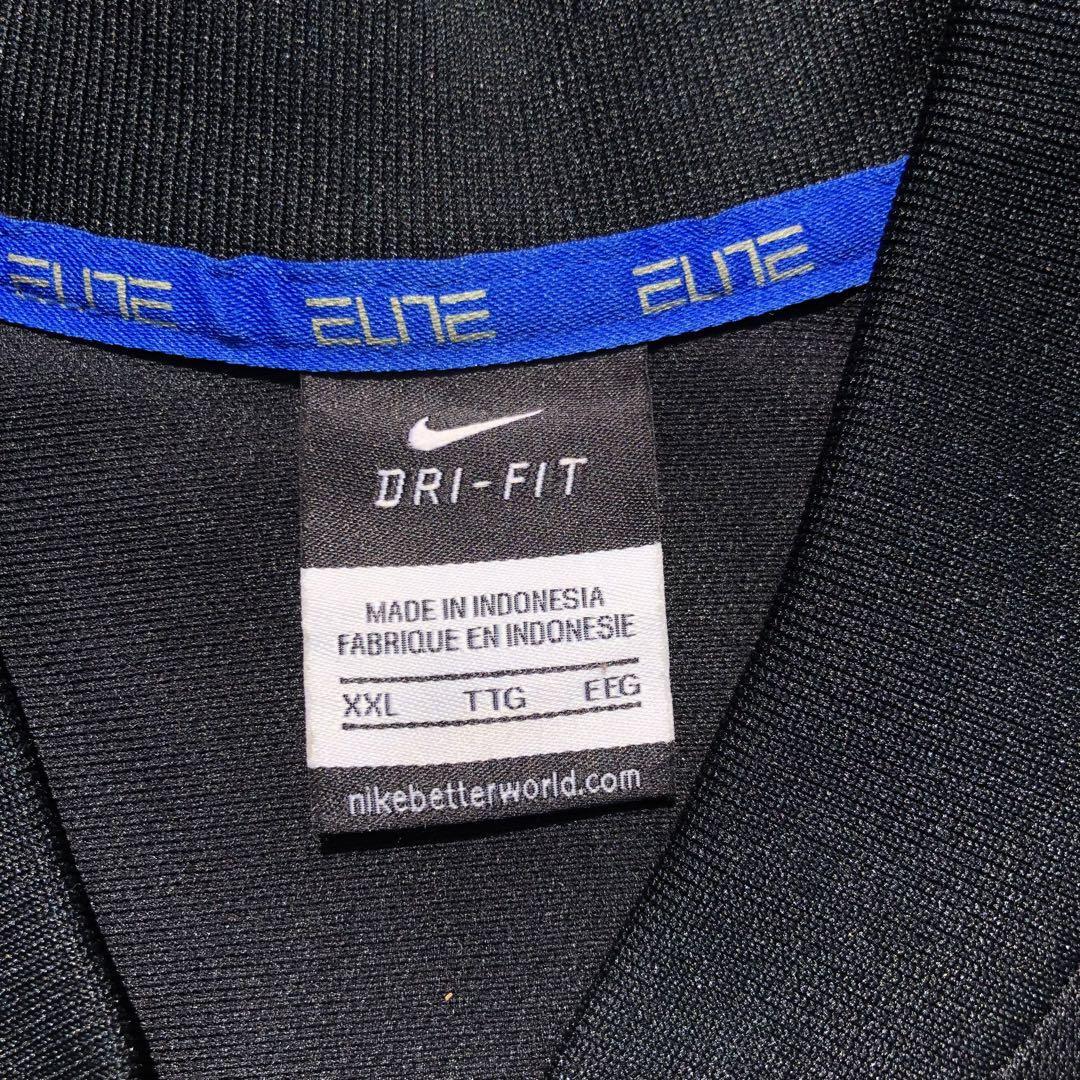 ELITE ELITE ELITE
DRI-FIT
MADE IN INDONESIA
FABRIQUE EN INDONESIE
XXL TTG EEG
nikebetterworld.com